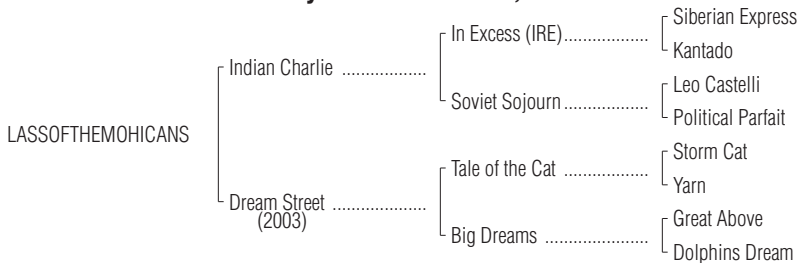 Siberian Express
In Excess (IRE)....................
Kantado
Indian Charlie ....................
Leo Castelli
Soviet Sojourn....................
Political Parfait
LASSOFTHEMOHICANS
Storm Cat
Tale of the Cat ....................
Yarn
Dream Street ....................
(2003)
Great Above
Big Dreams ....................
Dolphins Dream